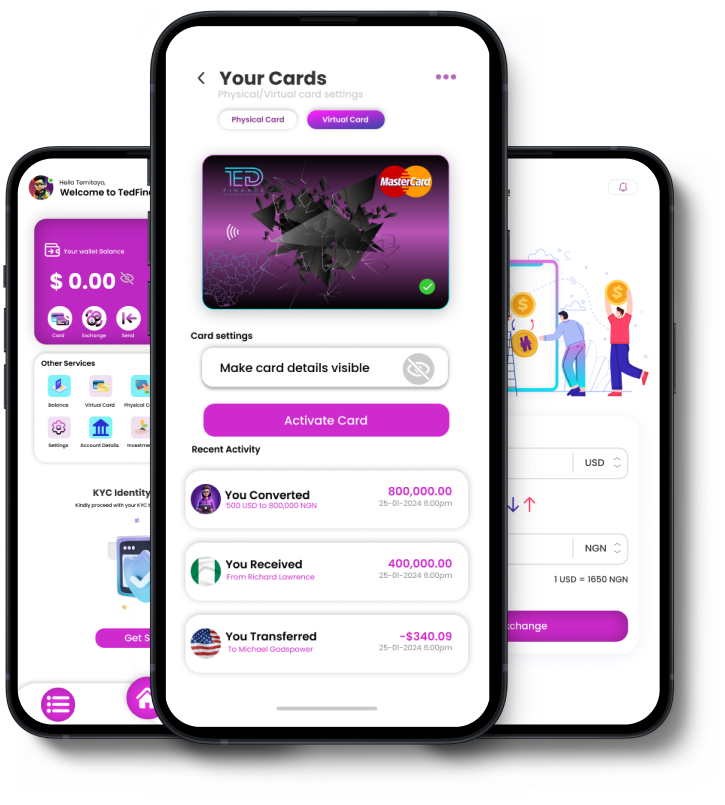 Your Cards
Physical/Virtual card settings
Physical Card
Virtual Card
TED
FINANCE
MasterCard
Card settings
Make card details visible
Activate Card
Recent Activity
You Converted
500 USD to 800,000 NGN
800,000.00
25-01-2024 6:00pm
You Received
From Richard Lawrence
400,000.00
25-01-2024 6:00pm
You Transferred
To Michael Godspower
-$340.09
25-01-2024 6:00pm
Hello Temitayo,
Welcome to TedFin
Your wallet Balance
$ 0.00
Card
Exchange
Send
Other Services
Balance
Virtual Card
Physical C
Settings
Account Details
Investme
KYC Identity
Kindly proceed with your KYC
Get S
USD
NGN
1 USD = 1650 NGN
change